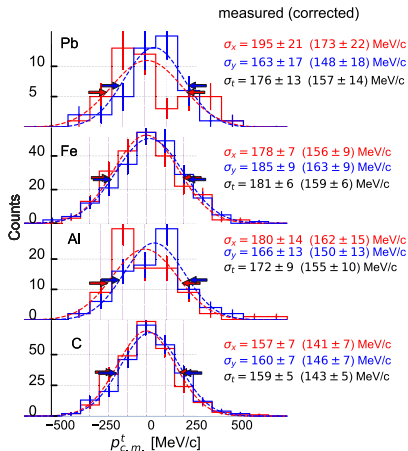 measured (corrected)
Pb
10
5
σx = 195 ± 21 (173 ± 22) MeV/c
σy = 163 ± 17 (148 ± 18) MeV/c
σt = 176 ± 13 (157 ± 14) MeV/c
Fe
40
20
0
σx = 178 ± 7 (156 ± 9) MeV/c
σy = 185 ± 9 (163 ± 9) MeV/c
σt = 181 ± 6 (159 ± 6) MeV/c
Counts
Al
20
0
σx = 180 ± 14 (162 ± 15) MeV/c
σy = 166 ± 13 (150 ± 13) MeV/c
σt = 172 ± 9 (155 ± 10) MeV/c
C
50
0
σx = 157 ± 7 (141 ± 7) MeV/c
σy = 160 ± 7 (146 ± 7) MeV/c
σt = 159 ± 5 (143 ± 5) MeV/c
−500 −250 0 250 500
p^t_{c.m.} [MeV/c]